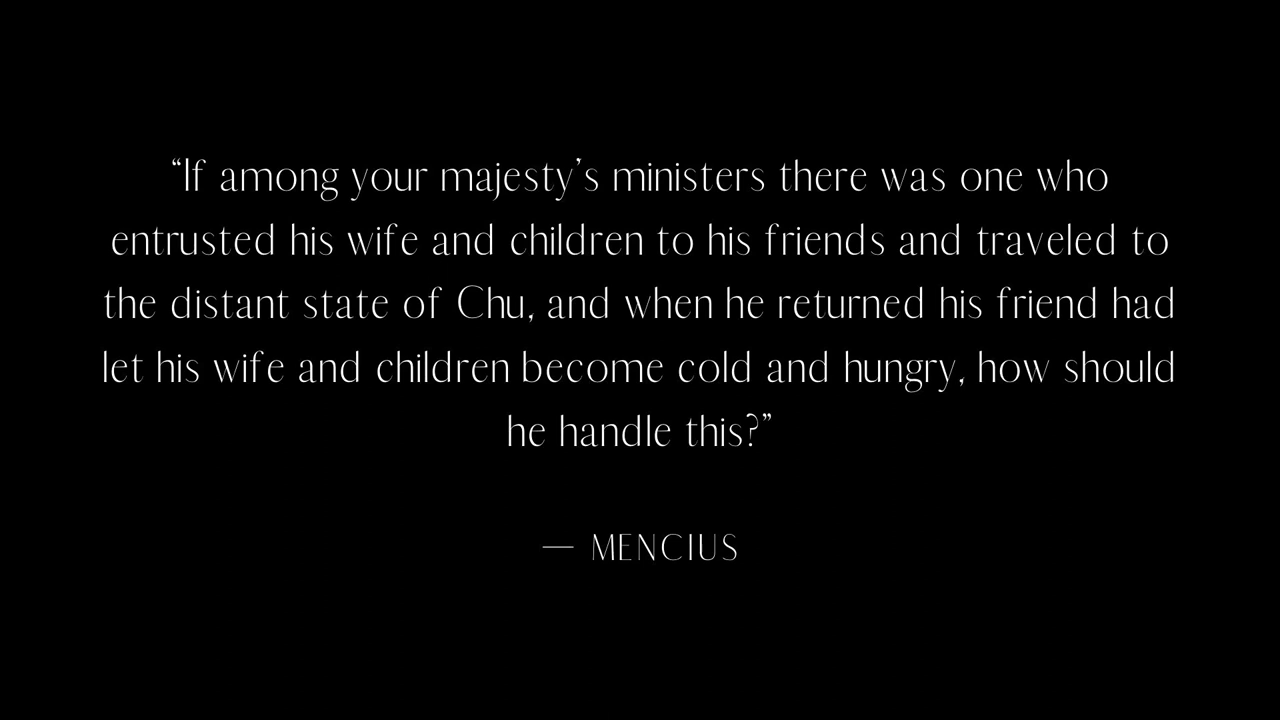 “If among your majesty’s ministers there was one who
entrusted his wife and children to his friends and traveled to
the distant state of Chu, and when he returned his friend had
let his wife and children become cold and hungry, how should
he handle this?”
— MENCIUS